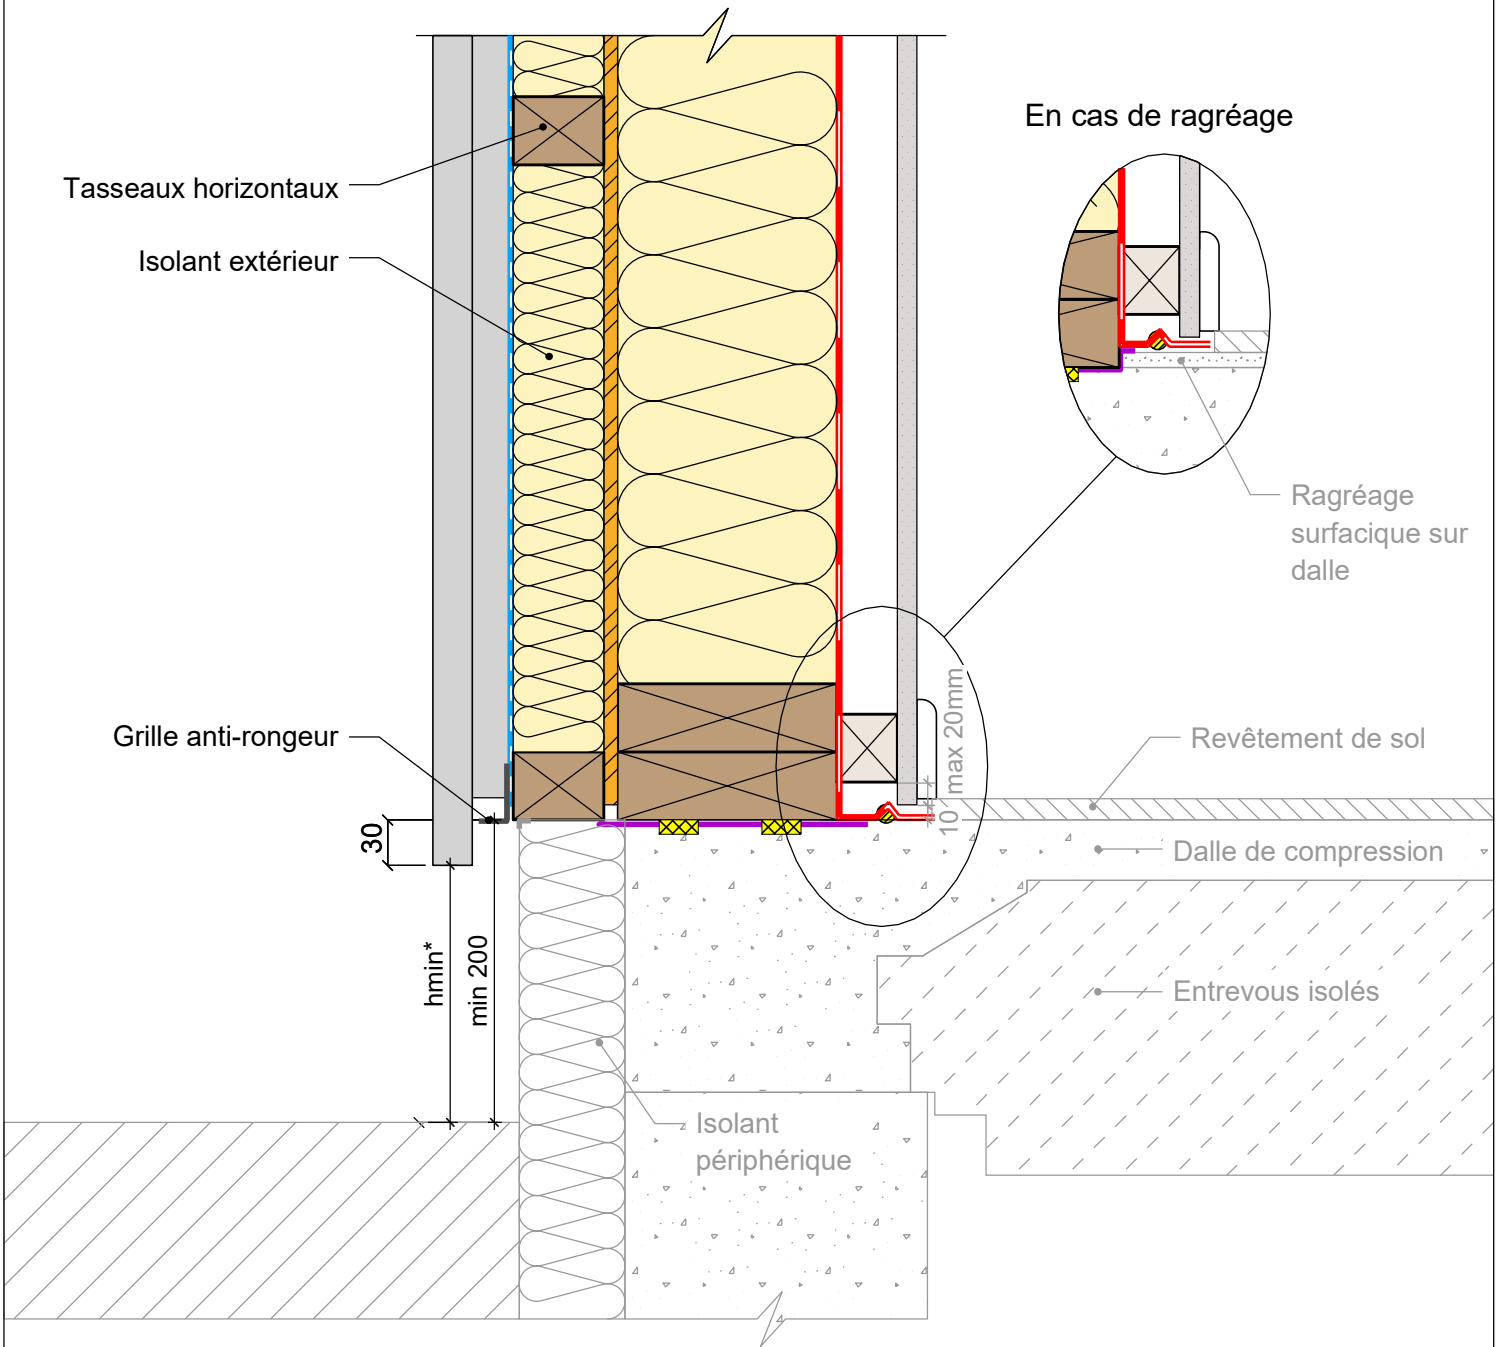 En cas de ragréage
Tasseaux horizontaux
Isolant extérieur
Ragréage
surfacique sur
dalle
Grille anti-rongeur
10 max 20mm
Revêtement de sol
30
Dalle de compression
hmin*
min 200
Entrevous isolés
Isolant
périphérique